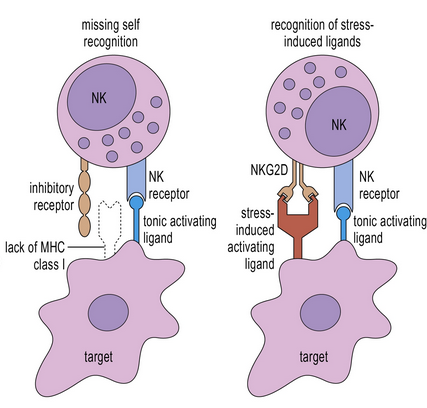 missing self
recognition
NK
inhibitory
receptor
NK
receptor
tonic activating
ligand
lack of MHC
class I
target
recognition of stress-
induced ligands
NK
NKG2D
NK
receptor
stress-
induced
activating
ligand
tonic activating
ligand
target